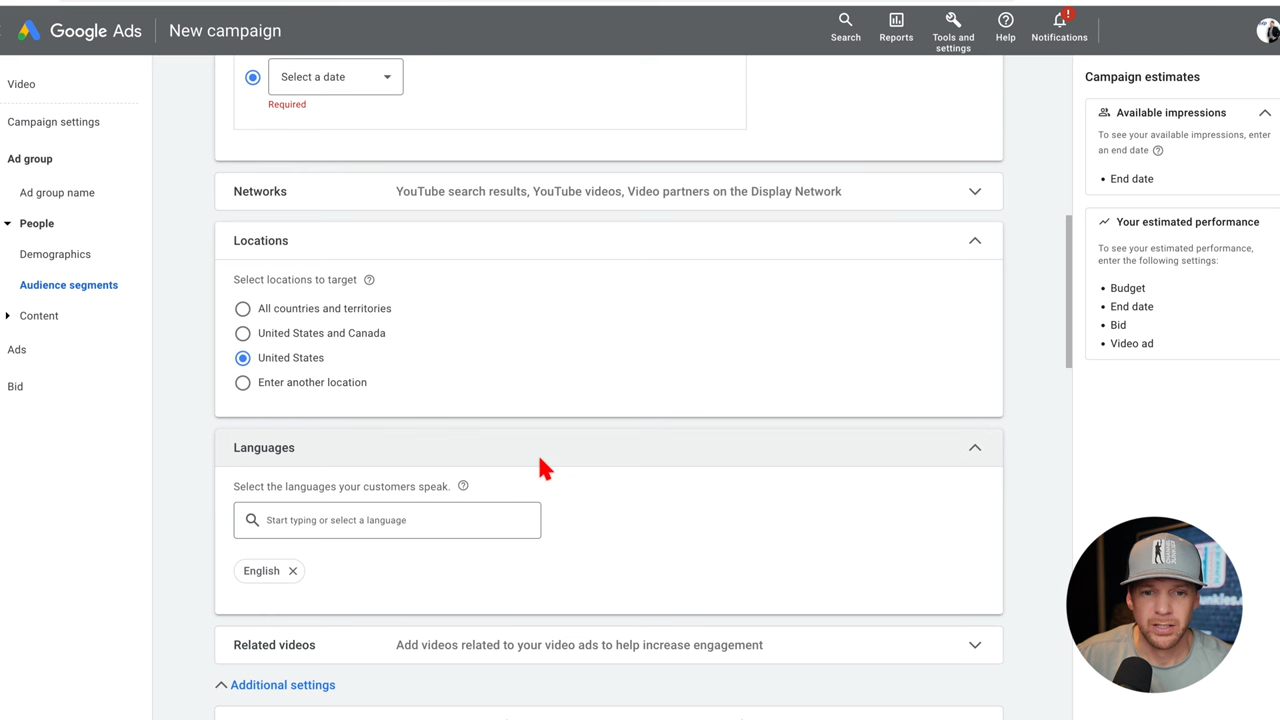 Google Ads
New campaign
Search
Reports
Tools and
settings
Help
!
Notifications
Video
Campaign settings
Ad group
Ad group name
People
Demographics
Audience segments
Content
Ads
Bid
Select a date
Required
Networks
YouTube search results, YouTube videos, Video partners on the Display Network
Locations
Select locations to target
All countries and territories
United States and Canada
United States
Enter another location
Languages
Select the languages your customers speak.
Start typing or select a language
English
Related videos
Add videos related to your video ads to help increase engagement
Additional settings
Campaign estimates
Available impressions
To see your available impressions, enter
an end date
• End date
Your estimated performance
To see your estimated performance,
enter the following settings:
• Budget
• End date
• Bid
• Video ad